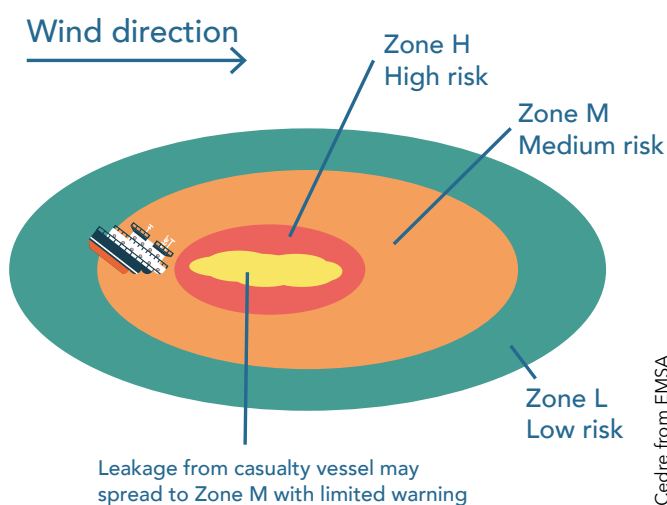 Wind direction
Zone H
High risk
Zone M
Medium risk
Zone L
Low risk
Leakage from casualty vessel may
spread to Zone M with limited warning
Cedre from EMSA